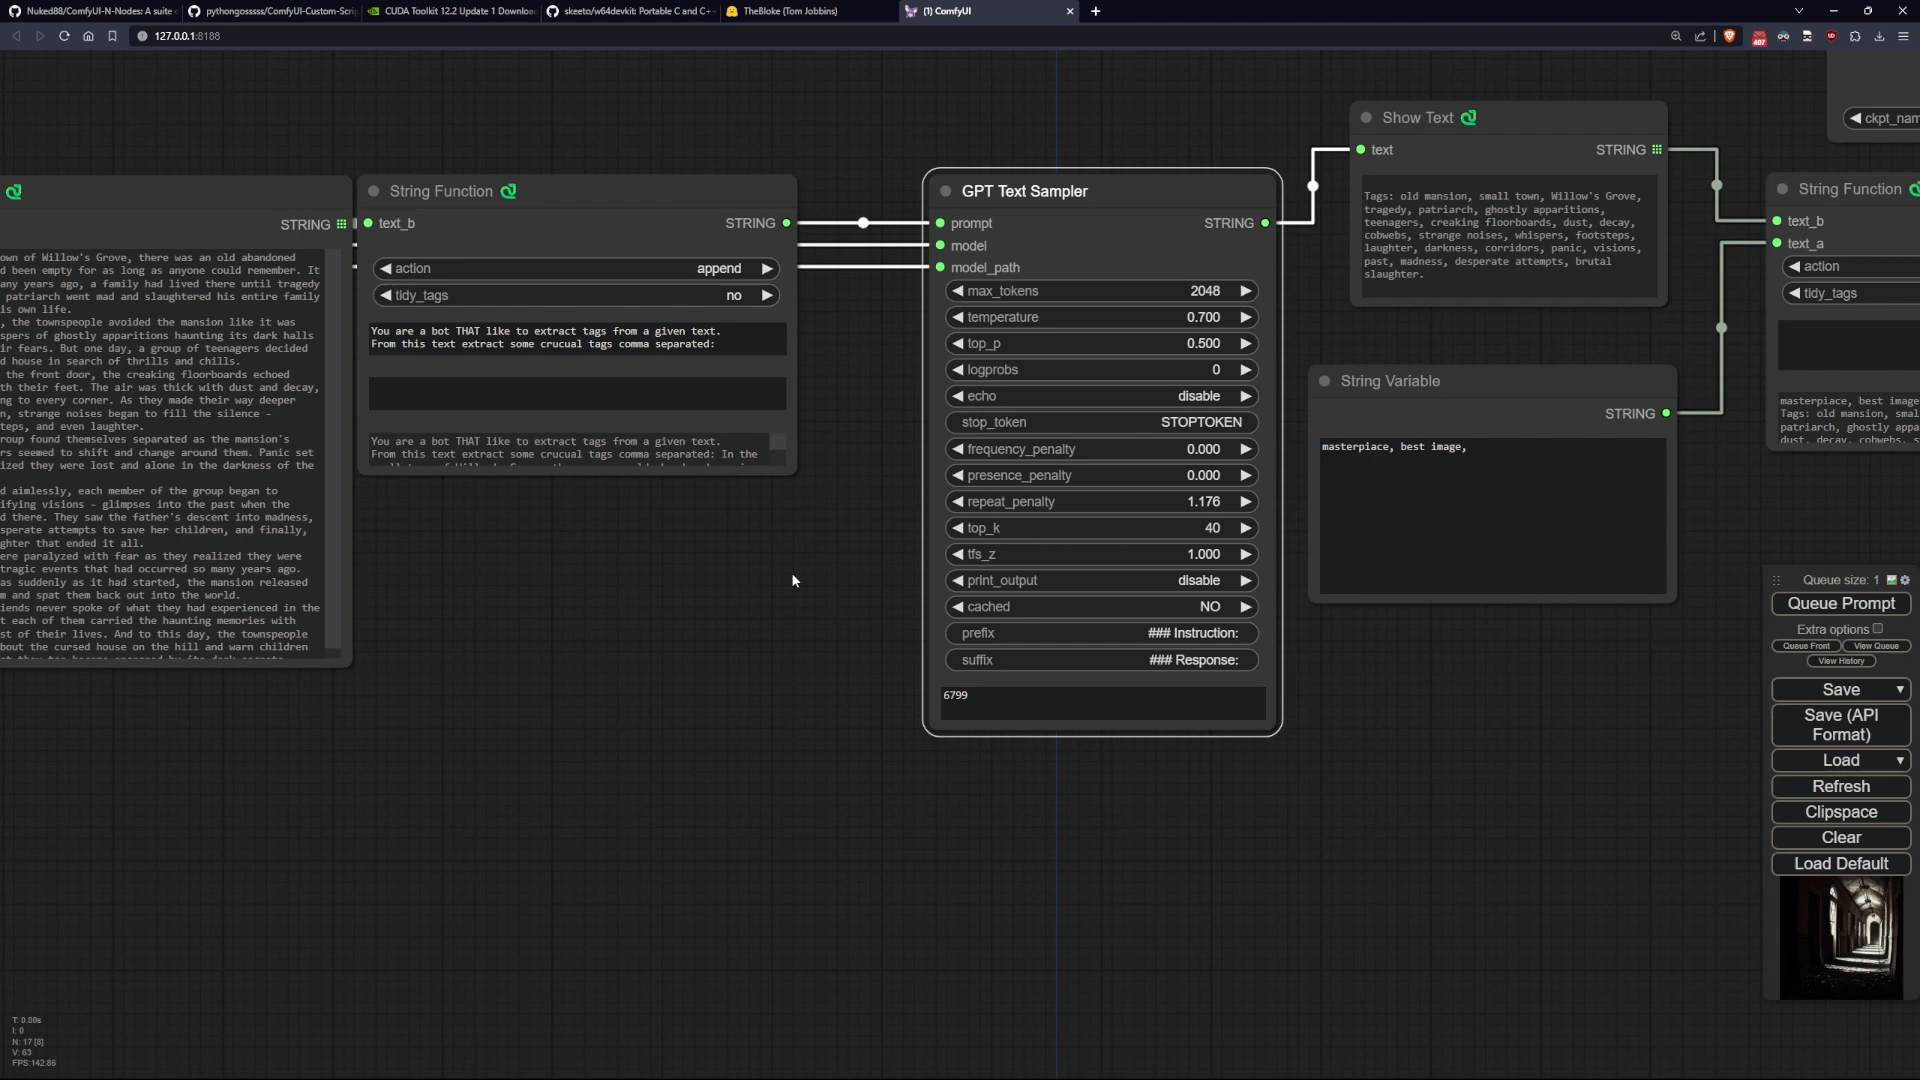 Nuked88/ComfyUI-N-Nodes: A suite
pythongosssss/ComfyUI-Custom-Scri
CUDA Toolkit 12.2 Update 1 Downloa
skeeto/w64devkit: Portable C and C++
TheBloke (Tom Jobbins)
(1) ComfyUI
127.0.0.1:8188
407
STRING
own of Willow's Grove, there was an old abandoned
d been empty for as long as anyone could remember. It
any years ago, a family had lived there until tragedy
patriarch went mad and slaughtered his entire family
is own life.
, the townspeople avoided the mansion like it was
spers of ghostly apparitions haunting its dark halls
ir fears. But one day, a group of teenagers decided
d house in search of thrills and chills.
the front door, the creaking floorboards echoed
th their feet. The air was thick with dust and decay,
ng to every corner. As they made their way deeper
n, strange noises began to fill the silence -
teps, and even laughter.
roup found themselves separated as the mansion's
rs seemed to shift and change around them. Panic set
ized they were lost and alone in the darkness of the
d aimlessly, each member of the group began to
ifying visions - glimpses into the past when the
d there. They saw the father's descent into madness,
sperate attempts to save her children, and finally,
ghter that ended it all.
ere paralyzed with fear as they realized they were
tragic events that had occurred so many years ago.
as suddenly as it had started, the mansion released
m and spat them back out into the world.
iends never spoke of what they had experienced in the
t each of them carried the haunting memories with
st of their lives. And to this day, the townspeople
bout the cursed house on the hill and warn children
String Function
text_b
STRING
action append
tidy_tags no
You are a bot THAT like to extract tags from a given text.
From this text extract some crucual tags comma separated:
You are a bot THAT like to extract tags from a given text.
From this text extract some crucual tags comma separated: In the
GPT Text Sampler
prompt STRING
model
model_path
max_tokens 2048
temperature 0.700
top_p 0.500
logprobs 0
echo disable
stop_token STOPTOKEN
frequency_penalty 0.000
presence_penalty 0.000
repeat_penalty 1.176
top_k 40
tfs_z 1.000
print_output disable
cached NO
prefix ### Instruction:
suffix ### Response:
6799
Show Text
text STRING
Tags: old mansion, small town, Willow's Grove,
tragedy, patriarch, ghostly apparitions,
teenagers, creaking floorboards, dust, decay,
cobwebs, strange noises, whispers, footsteps,
laughter, darkness, corridors, panic, visions,
past, madness, desperate attempts, brutal
slaughter.
String Variable
STRING
masterpiace, best image,
ckpt_nam
String Function
text_b
text_a
action
tidy_tags
masterpiace, best image
Tags: old mansion, smal
patriarch, ghostly appa
dust, decay, cobwebs, s
Queue size: 1
Queue Prompt
Extra options
Queue Front
View Queue
View History
Save
Save (API
Format)
Load
Refresh
Clipspace
Clear
Load Default
T: 0.00s
I: 0
N: 17 [8]
V: 63
FPS:142.86